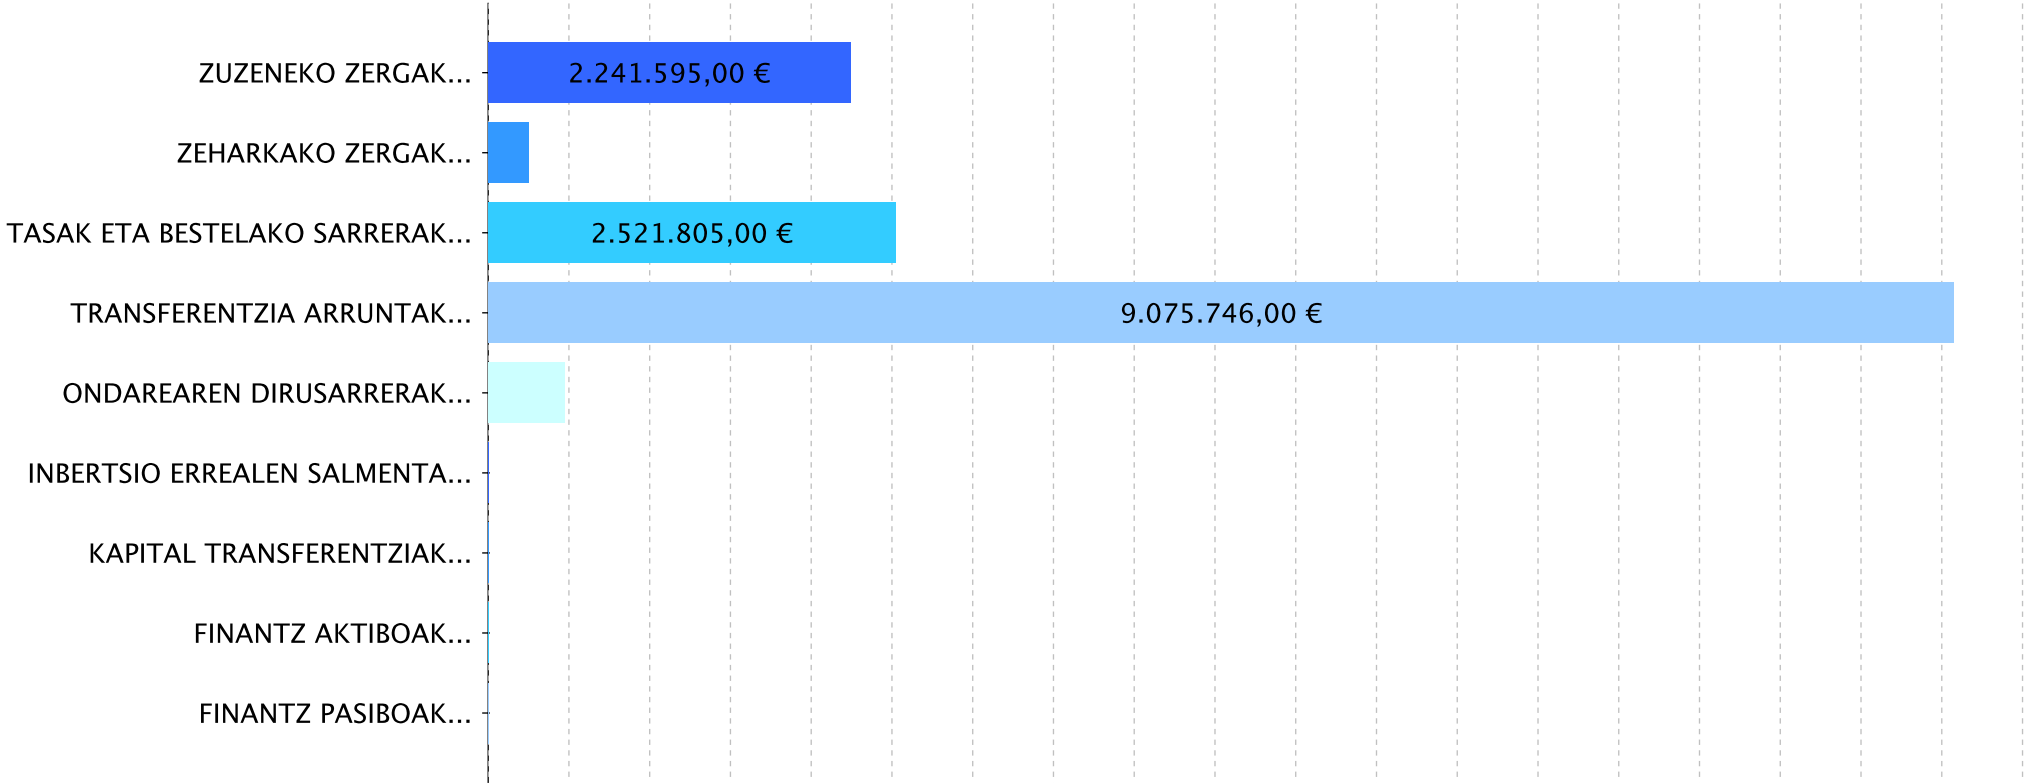 ZUZENEKO ZERGAK...
2.241.595,00 €
ZEHARKAKO ZERGAK...
TASAK ETA BESTELAKO SARRERAK...
2.521.805,00 €
TRANSFERENTZIA ARRUNTAK...
9.075.746,00 €
ONDAREAREN DIRUSARRERAK...
INBERTSIO ERREALEN SALMENTA...
KAPITAL TRANSFERENTZIAK...
FINANTZ AKTIBOAK...
FINANTZ PASIBOAK...